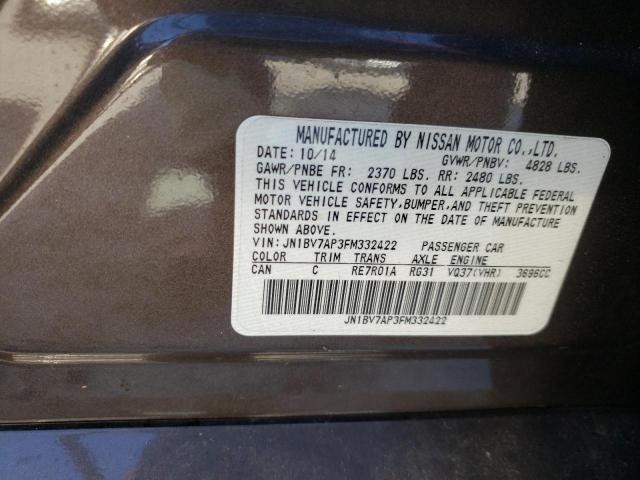 MANUFACTURED BY NISSAN MOTOR CO.,LTD.
DATE: 10/14 GVWR/PNBV: 4828 LBS.
GAWR/PNBE FR: 2370 LBS. RR: 2480 LBS.
THIS VEHICLE CONFORMS TO ALL APPLICABLE FEDERAL
MOTOR VEHICLE SAFETY,BUMPER,AND THEFT PREVENTION
STANDARDS IN EFFECT ON THE DATE OF MANUFACTURE
SHOWN ABOVE.
VIN:JN1BV7AP3FM332422 PASSENGER CAR
COLOR TRIM TRANS AXLE ENGINE
CAN C RE7R01A RG31 VQ37(VHR) 3696CC
JN1BV7AP3FM332422